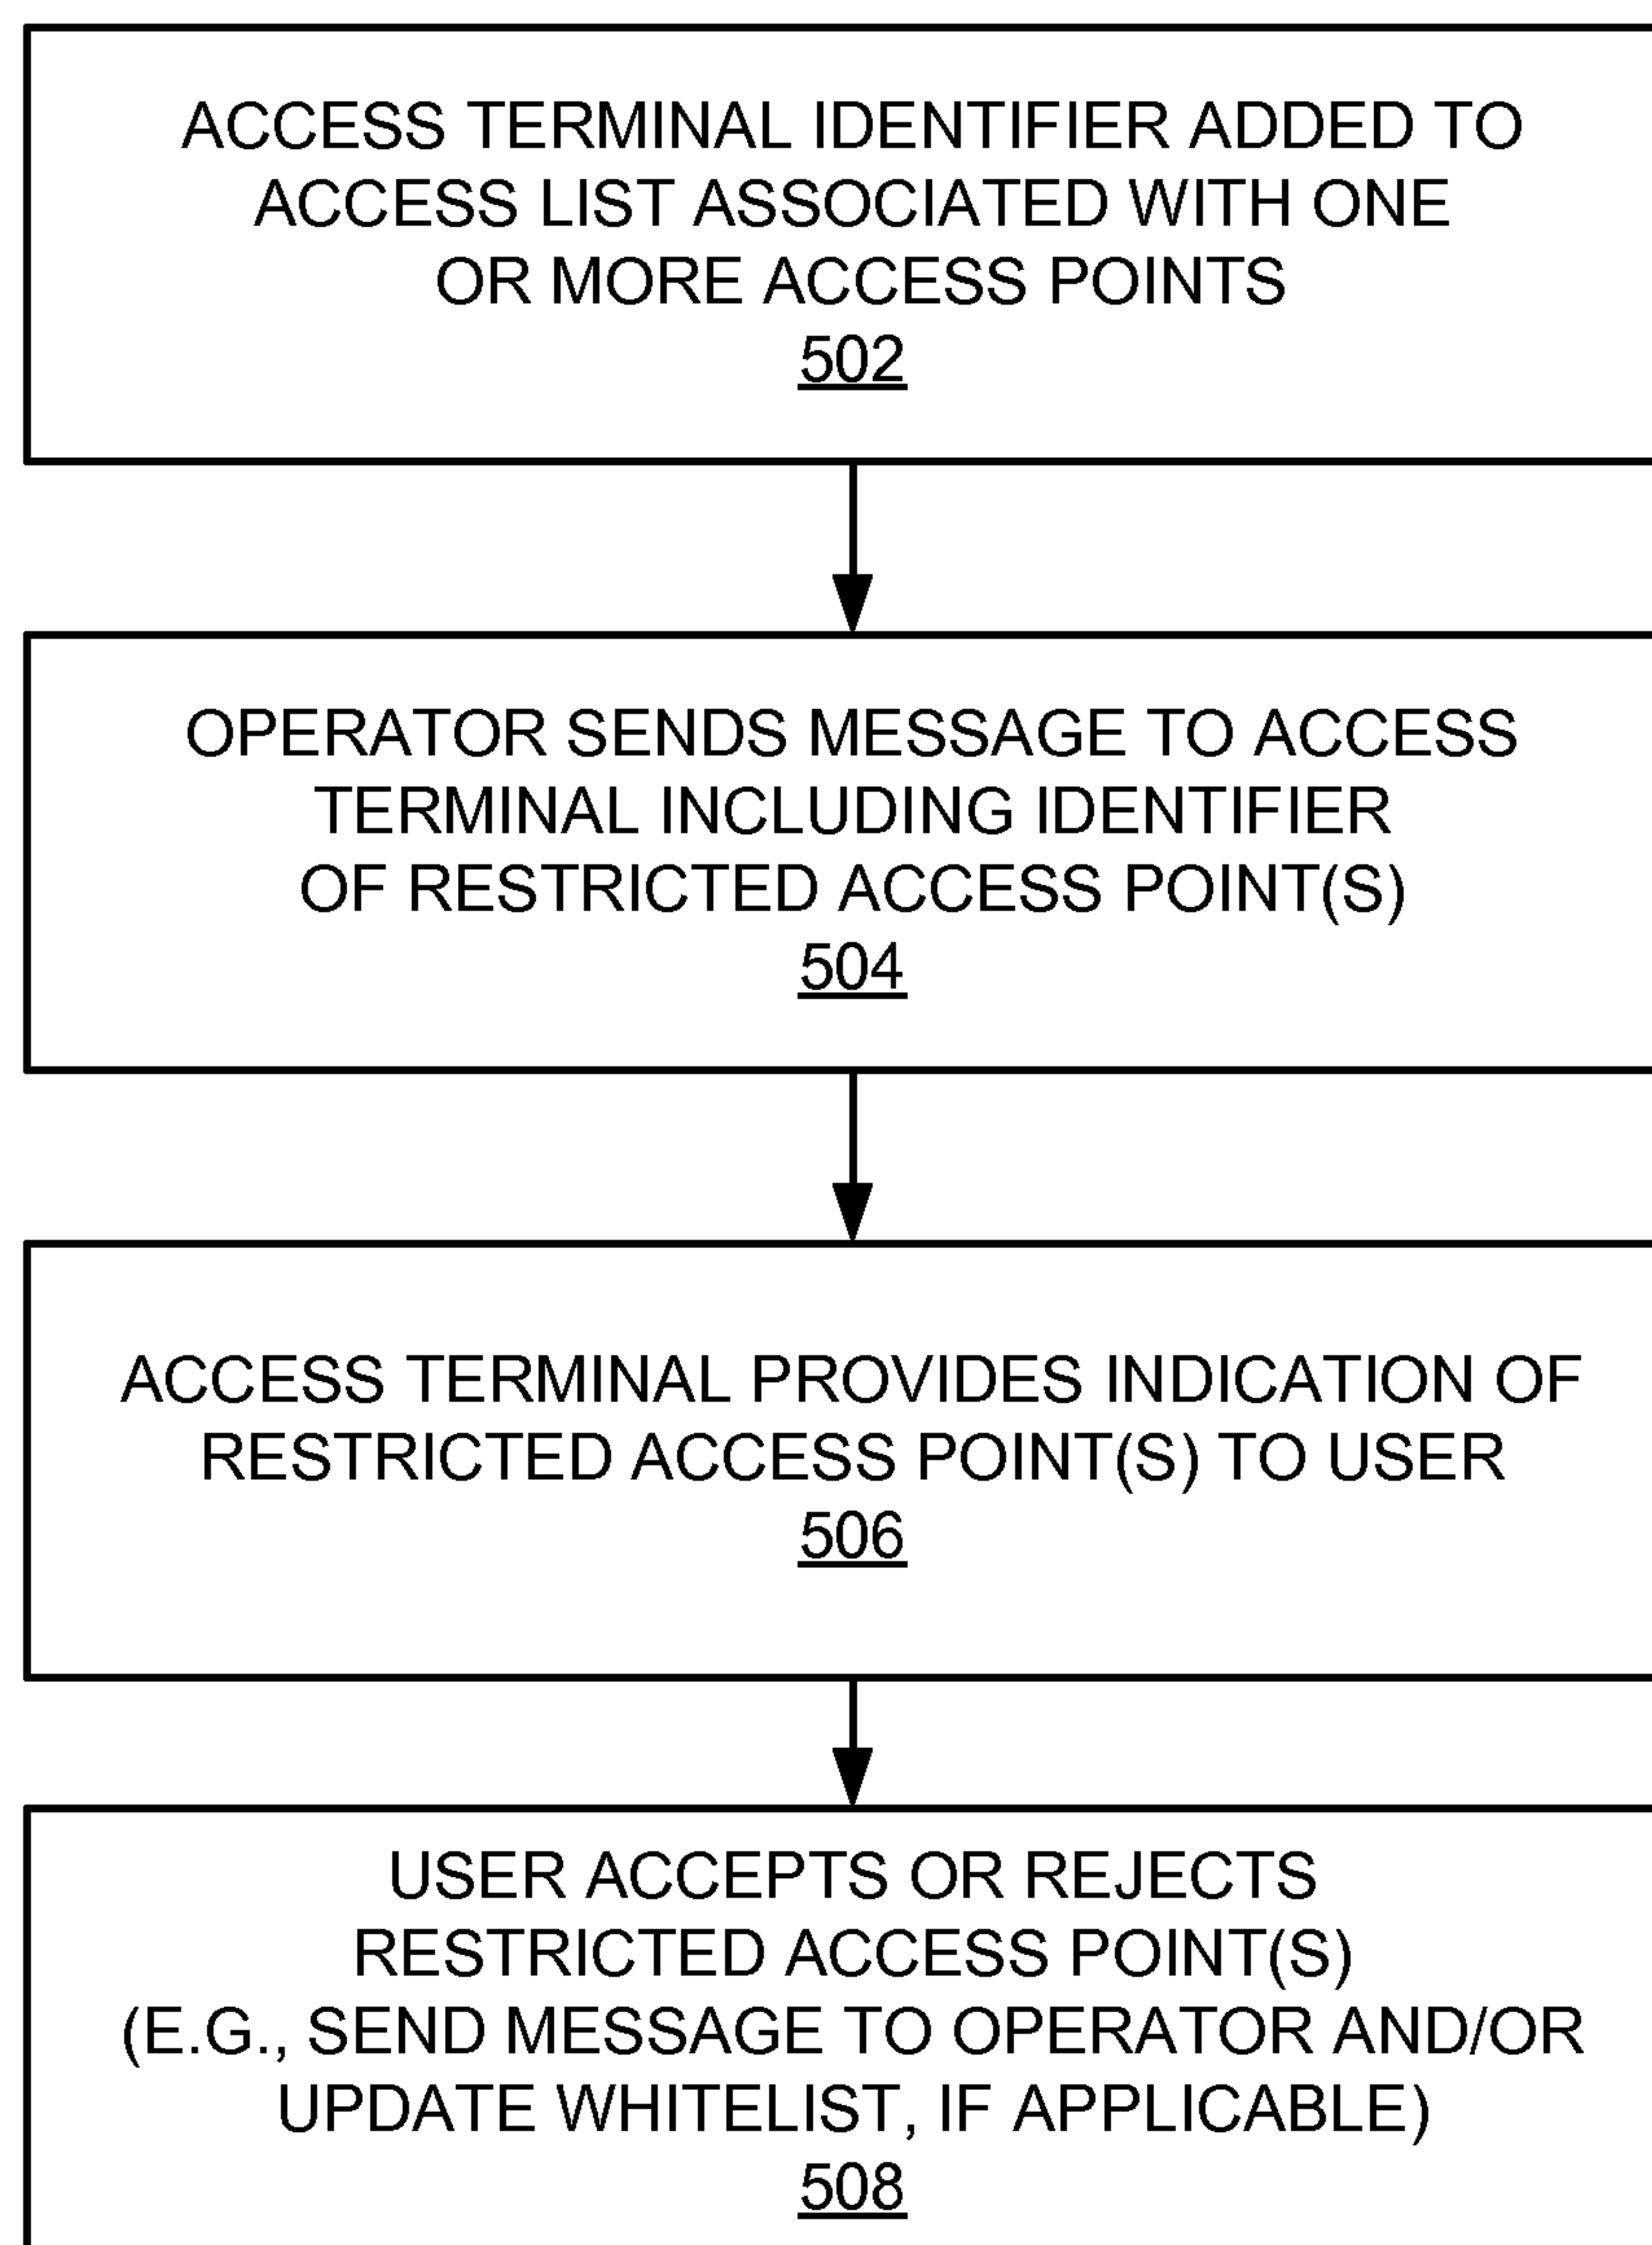 ACCESS TERMINAL IDENTIFIER ADDED TO
ACCESS LIST ASSOCIATED WITH ONE
OR MORE ACCESS POINTS
502
OPERATOR SENDS MESSAGE TO ACCESS
TERMINAL INCLUDING IDENTIFIER
OF RESTRICTED ACCESS POINT(S)
504
ACCESS TERMINAL PROVIDES INDICATION OF
RESTRICTED ACCESS POINT(S) TO USER
506
USER ACCEPTS OR REJECTS
RESTRICTED ACCESS POINT(S)
(E.G., SEND MESSAGE TO OPERATOR AND/OR
UPDATE WHITELIST, IF APPLICABLE)
508